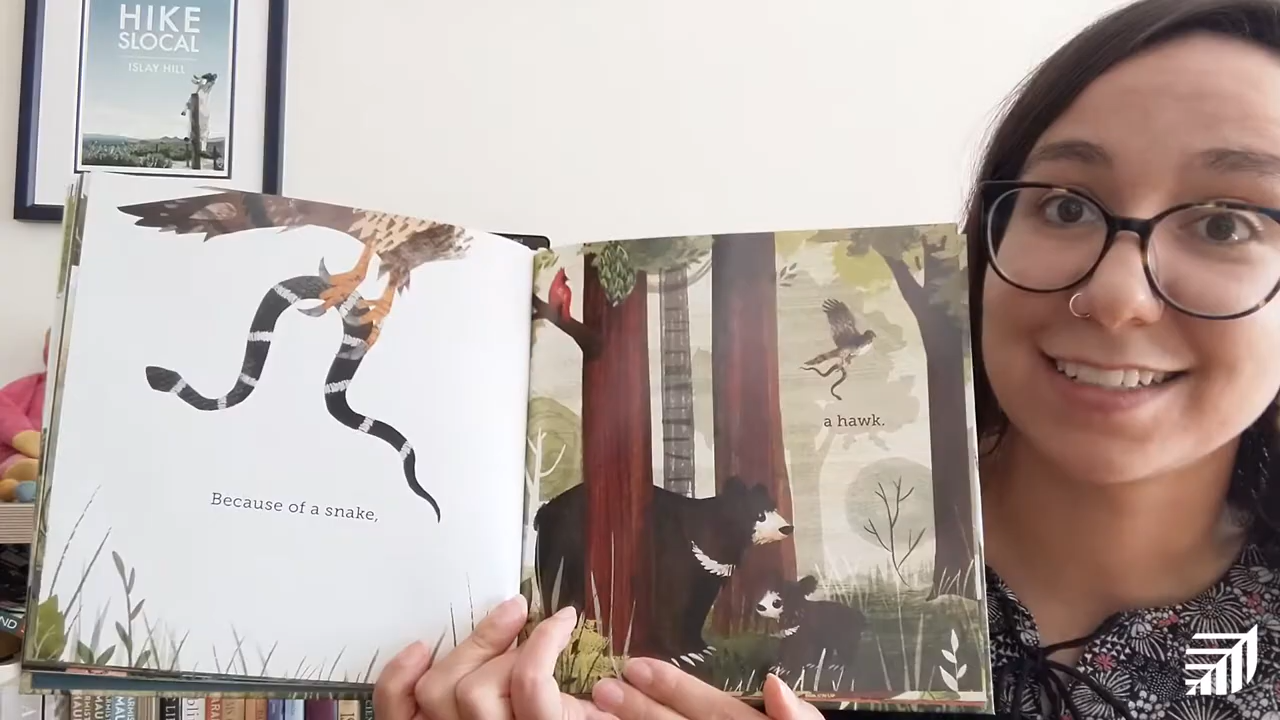 HIKE
SLOCAL
ISLAY HILL
Because of a snake,
a hawk.